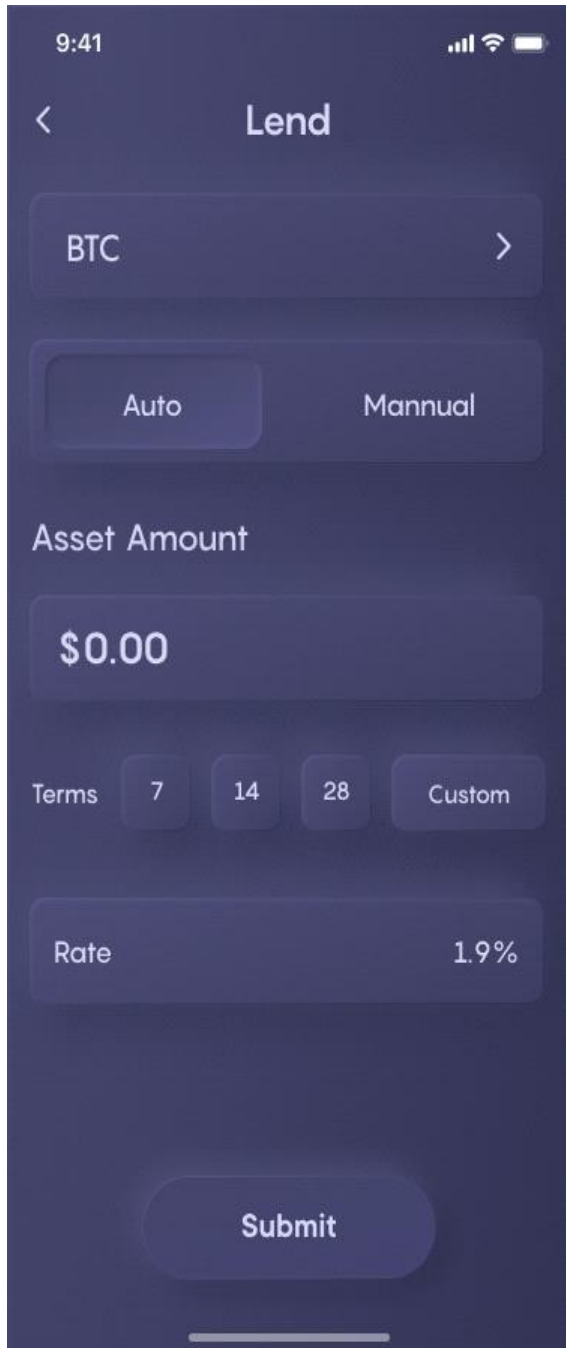 9:41
Lend
BTC
Auto Mannual
Asset Amount
$0.00
Terms 7 14 28 Custom
Rate 1.9%
Submit